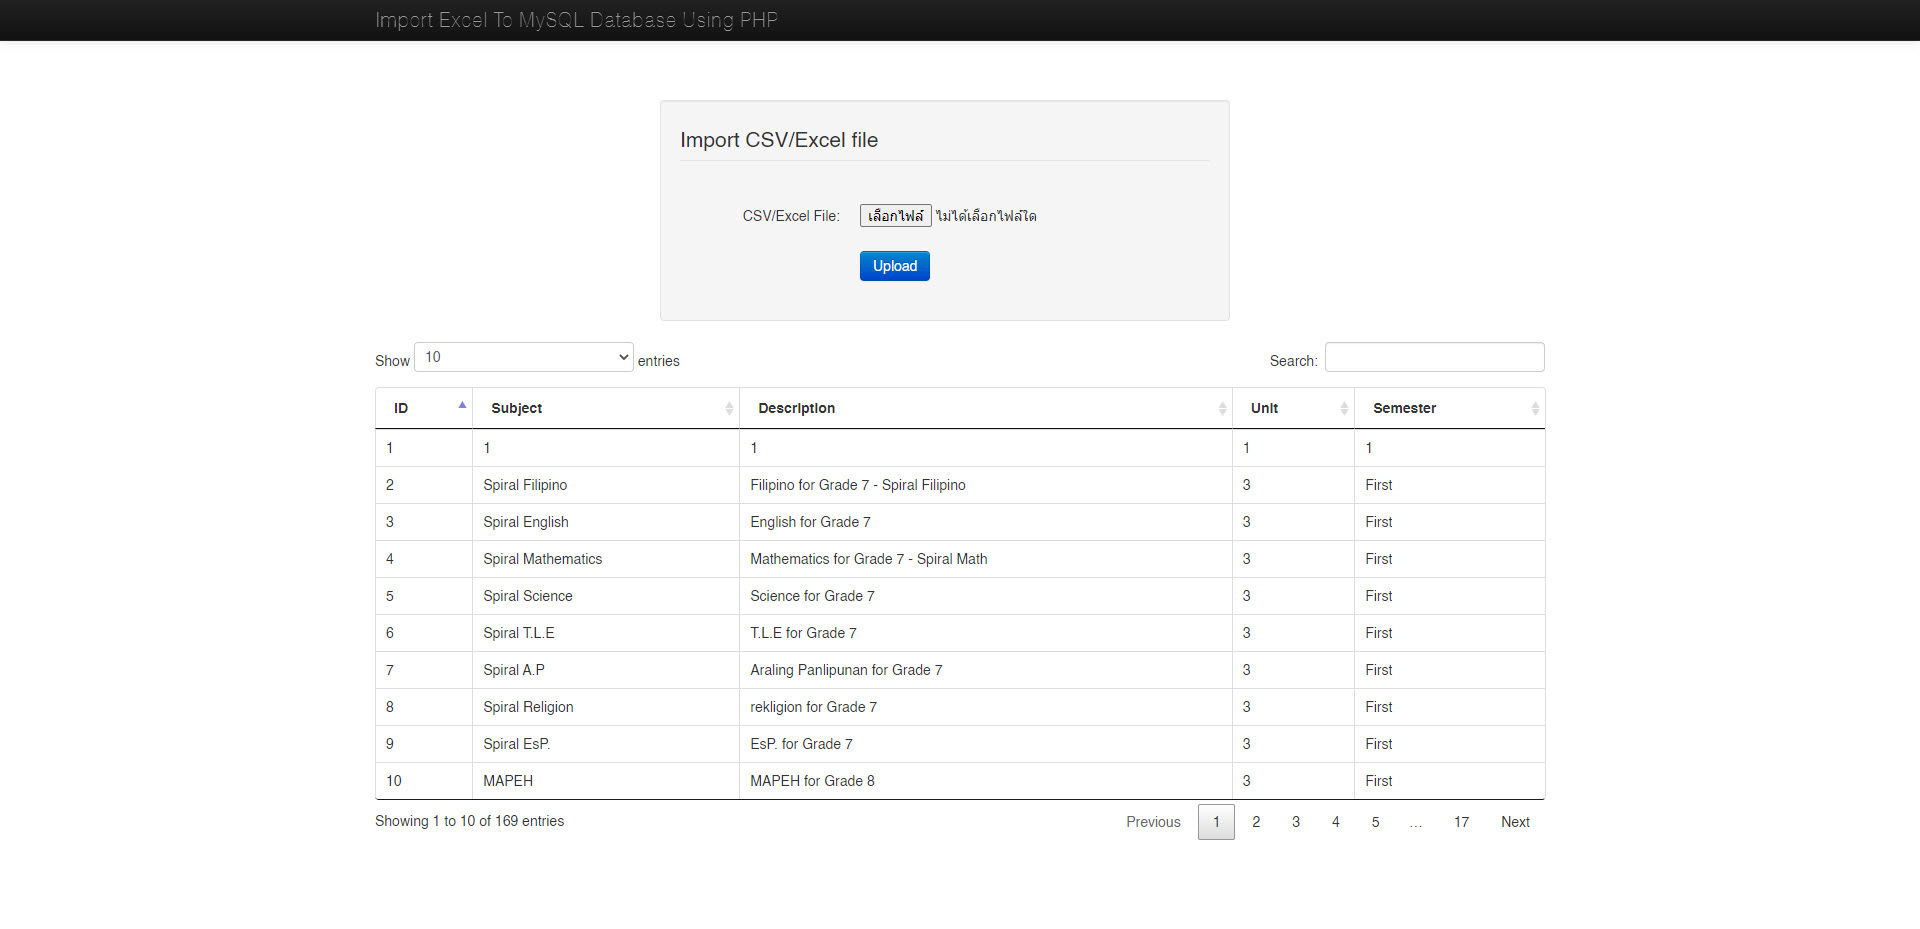 Import Excel To MySQL Database Using PHP
Import CSV/Excel file
CSV/Excel File: เลือกไฟล์ ไม่ได้เลือกไฟล์ใด
Upload
Show 10 entries Search:
ID Subject Description Unit Semester
1 1 1 1 1
2 Spiral Filipino Filipino for Grade 7 - Spiral Filipino 3 First
3 Spiral English English for Grade 7 3 First
4 Spiral Mathematics Mathematics for Grade 7 - Spiral Math 3 First
5 Spiral Science Science for Grade 7 3 First
6 Spiral T.L.E T.L.E for Grade 7 3 First
7 Spiral A.P Araling Panlipunan for Grade 7 3 First
8 Spiral Religion rekligion for Grade 7 3 First
9 Spiral EsP. EsP. for Grade 7 3 First
10 MAPEH MAPEH for Grade 8 3 First
Showing 1 to 10 of 169 entries Previous 1 2 3 4 5 … 17 Next